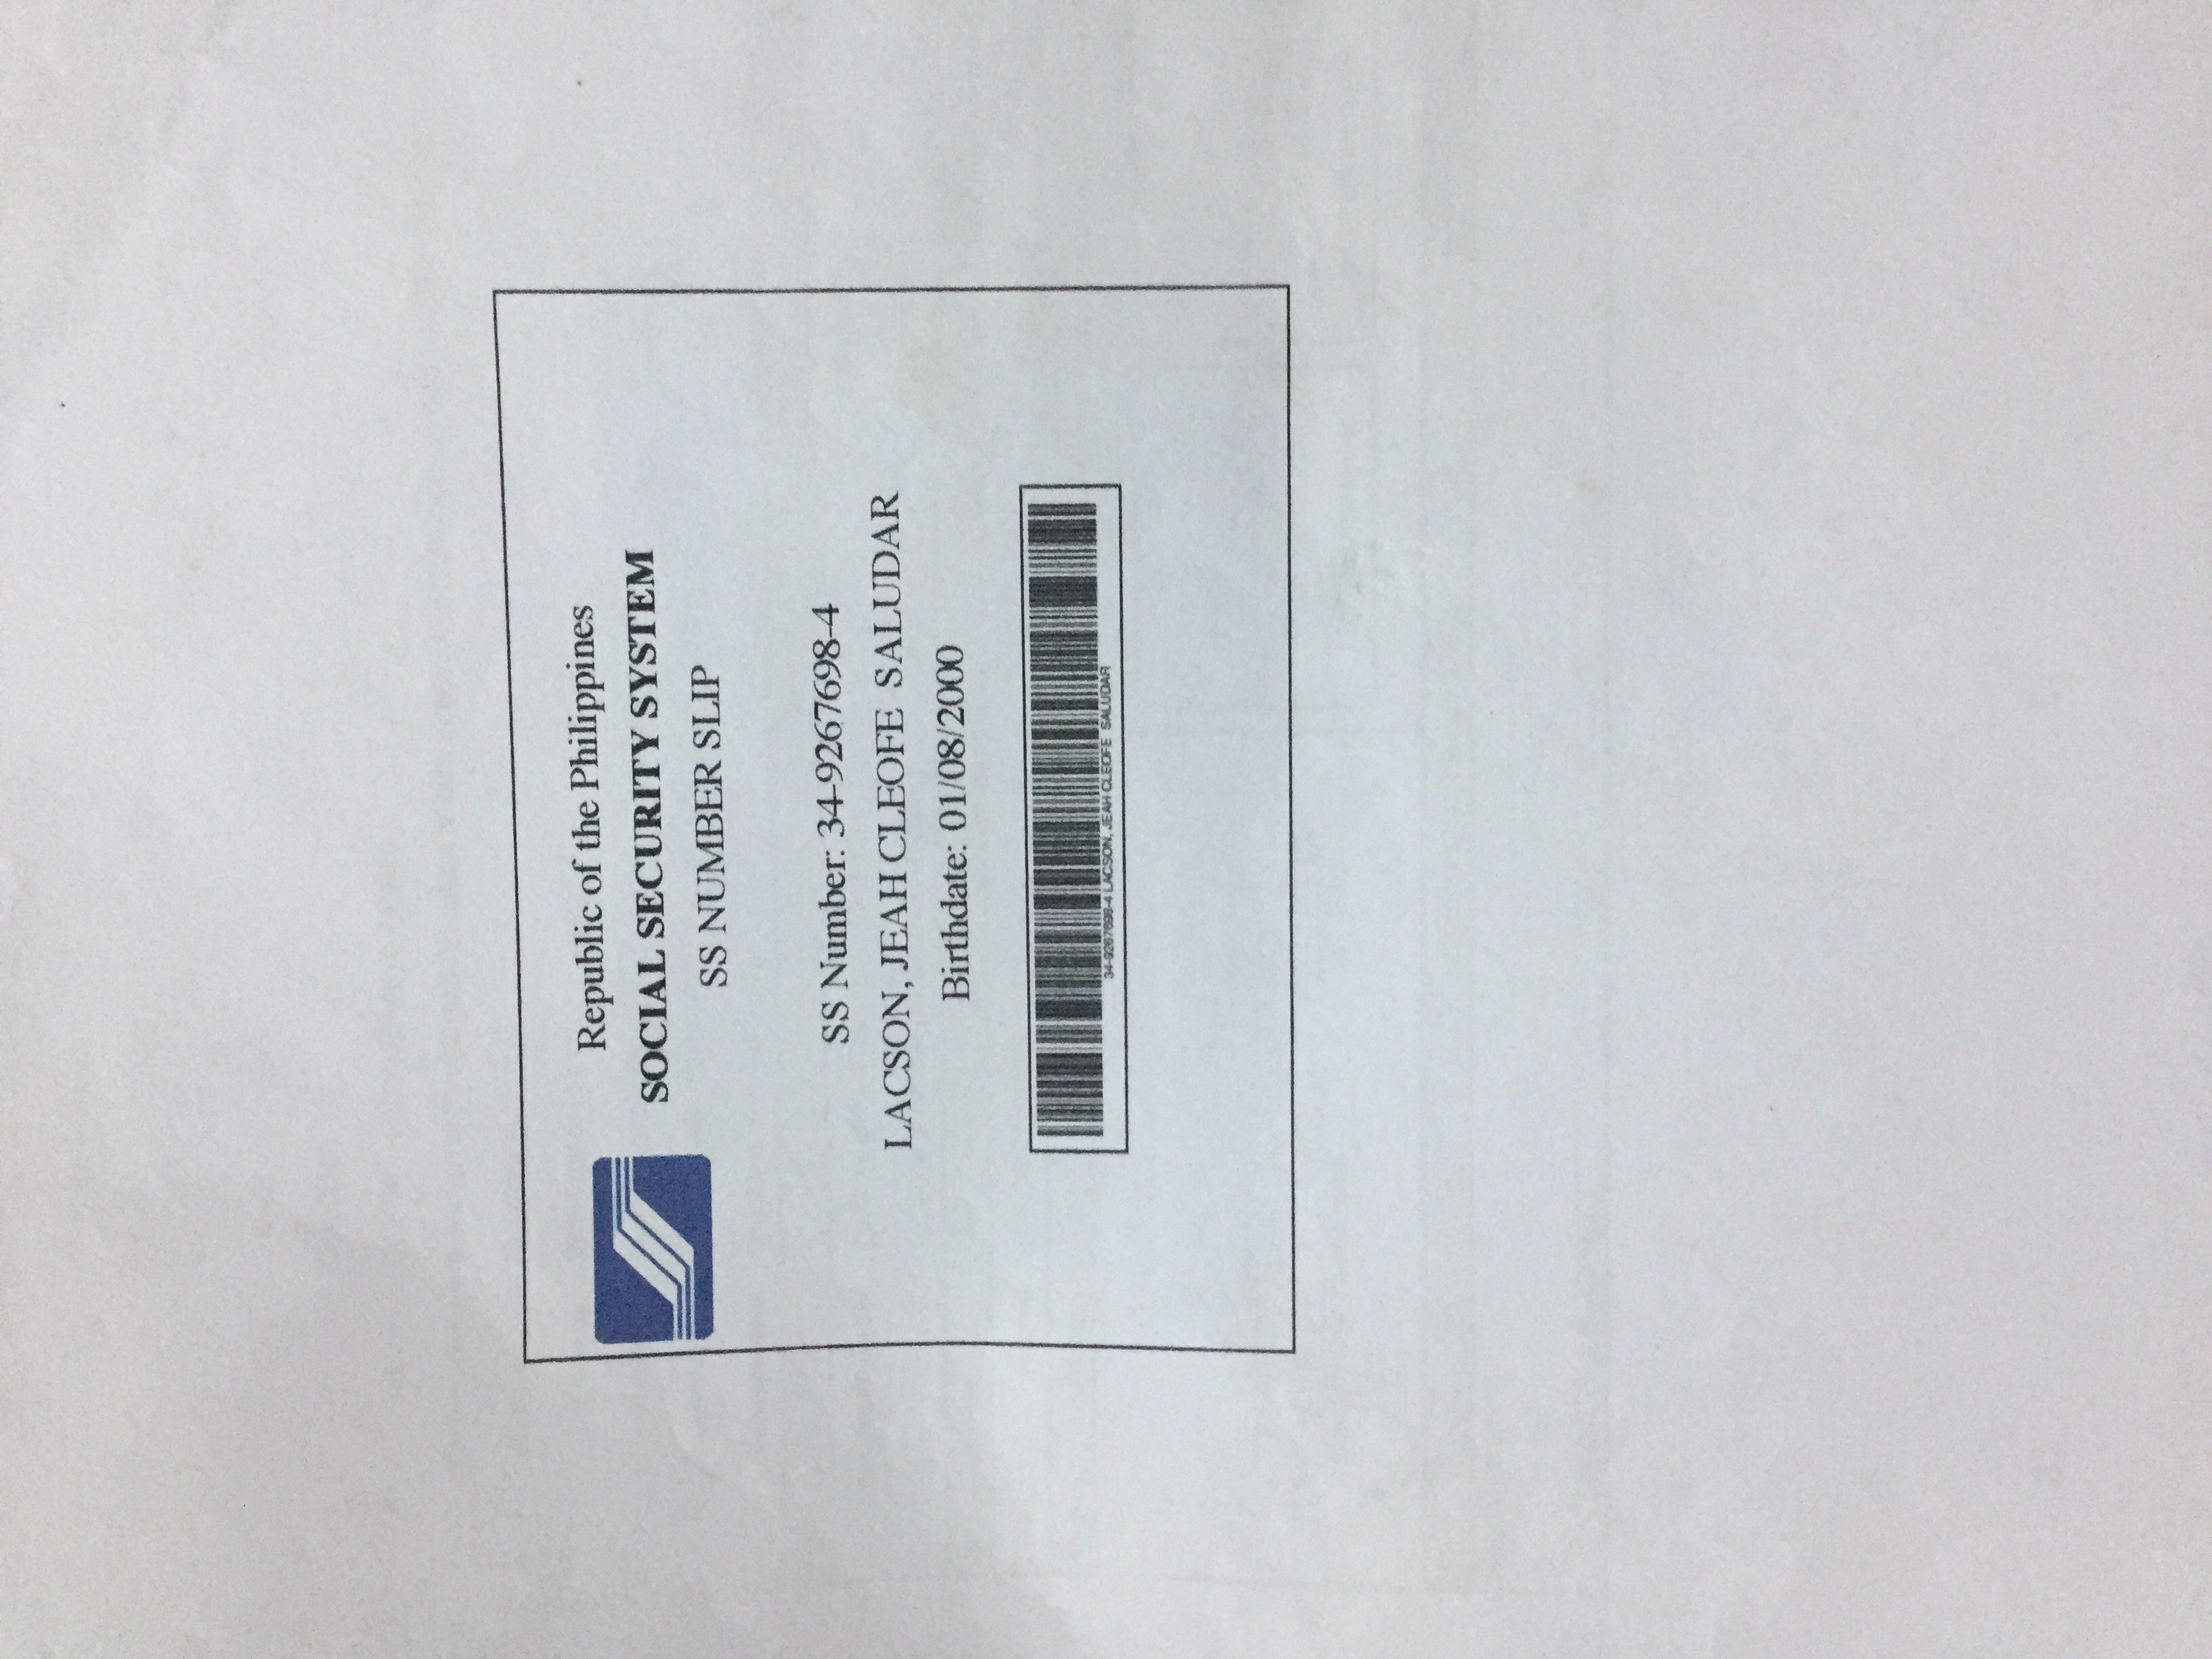 Republic of the Philippines
SOCIAL SECURITY SYSTEM
SS NUMBER SLIP
SS Number: 34-9267698-4
LACSON, JEAH CLEOFE  SALUDAR
Birthdate: 01/08/2000
34-9267698-4 LACSON, JEAH CLEOFE  SALUDAR